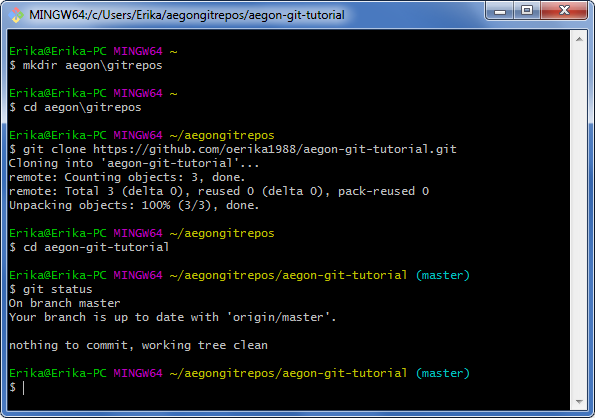 MINGW64:/c/Users/Erika/aegongitrepos/aegon-git-tutorial
Erika@Erika-PC MINGW64 ~
$ mkdir aegon\gitrepos
Erika@Erika-PC MINGW64 ~
$ cd aegon\gitrepos
Erika@Erika-PC MINGW64 ~/aegongitrepos
$ git clone https://github.com/oerika1988/aegon-git-tutorial.git
Cloning into 'aegon-git-tutorial'...
remote: Counting objects: 3, done.
remote: Total 3 (delta 0), reused 0 (delta 0), pack-reused 0
Unpacking objects: 100% (3/3), done.
Erika@Erika-PC MINGW64 ~/aegongitrepos
$ cd aegon-git-tutorial
Erika@Erika-PC MINGW64 ~/aegongitrepos/aegon-git-tutorial (master)
$ git status
On branch master
Your branch is up to date with 'origin/master'.
nothing to commit, working tree clean
Erika@Erika-PC MINGW64 ~/aegongitrepos/aegon-git-tutorial (master)
$